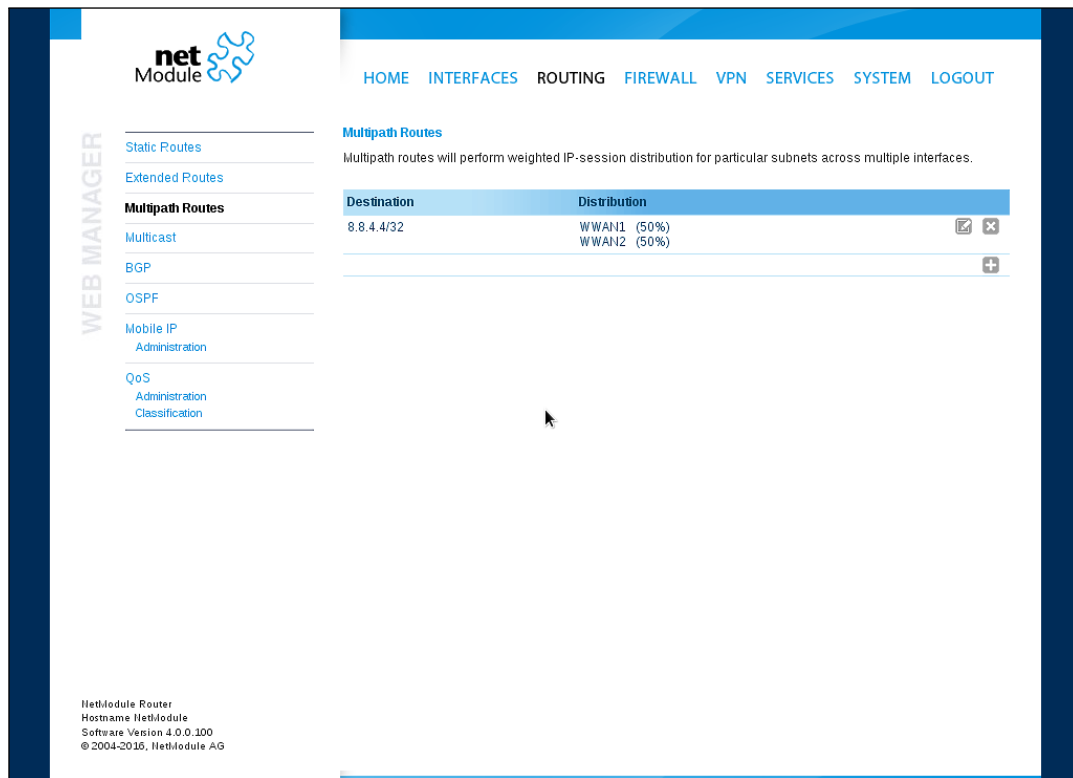 net
Module
HOME INTERFACES ROUTING FIREWALL VPN SERVICES SYSTEM LOGOUT
WEB MANAGER
Static Routes
Extended Routes
Multipath Routes
Multicast
BGP
OSPF
Mobile IP
Administration
QoS
Administration
Classification
Multipath Routes
Multipath routes will perform weighted IP-session distribution for particular subnets across multiple interfaces.
Destination Distribution
8.8.4.4/32 WWAN1 (50%)
WWAN2 (50%)
NetModule Router
Hostname NetModule
Software Version 4.0.0.100
© 2004-2016, NetModule AG